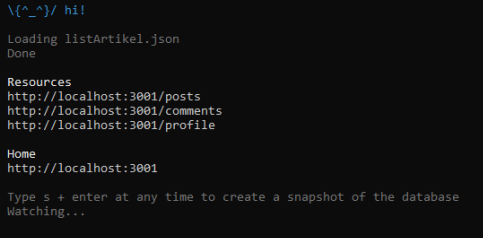 \{^_^}/ hi!
Loading listArtikel.json
Done
Resources
http://localhost:3001/posts
http://localhost:3001/comments
http://localhost:3001/profile
Home
http://localhost:3001
Type s + enter at any time to create a snapshot of the database
Watching...